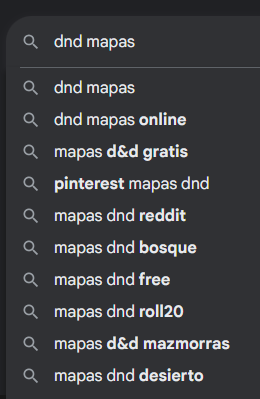 dnd mapas
dnd mapas
dnd mapas online
mapas d&d gratis
pinterest mapas dnd
mapas dnd reddit
mapas dnd bosque
mapas dnd free
mapas dnd roll20
mapas d&d mazmorras
mapas dnd desierto